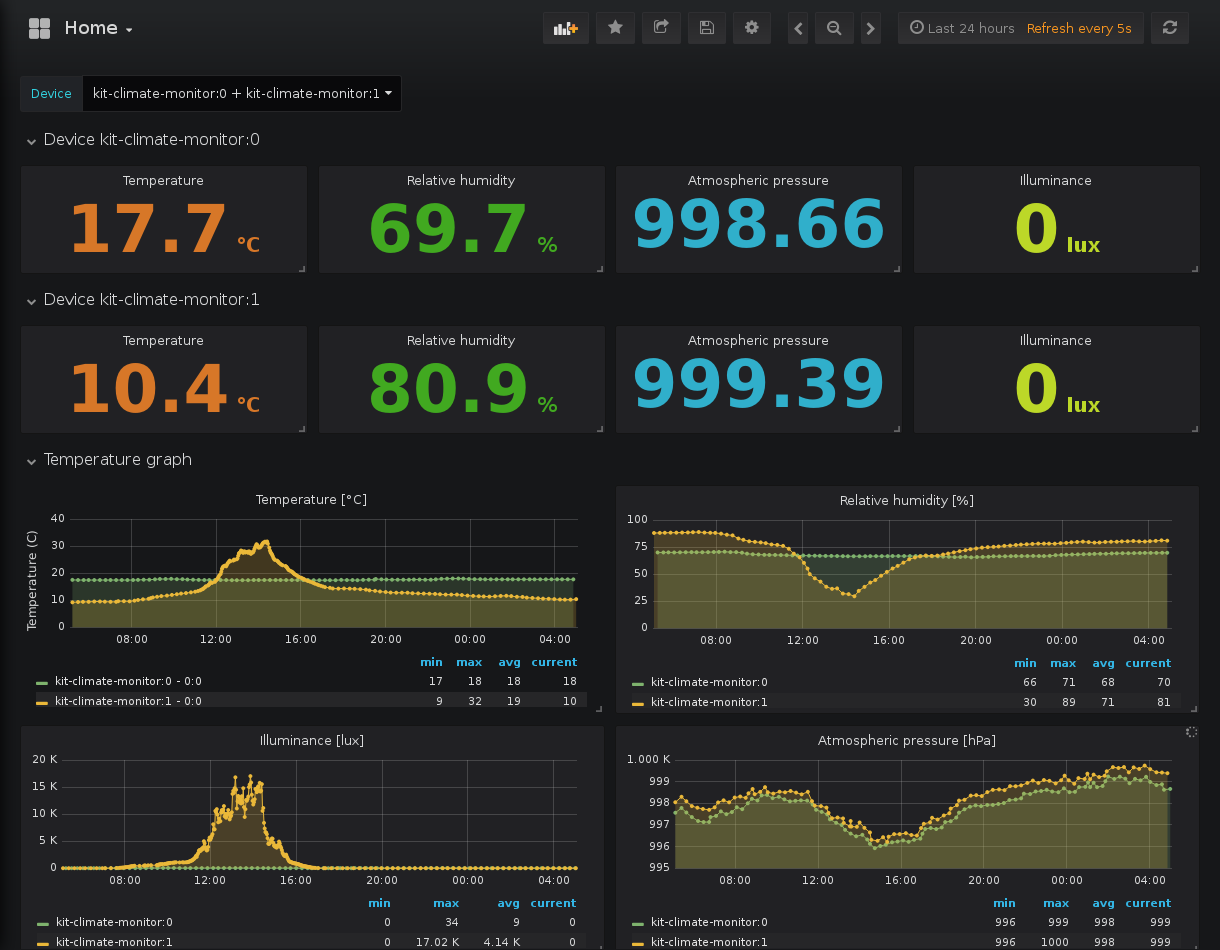 Home
Last 24 hours Refresh every 5s
Device kit-climate-monitor:0 + kit-climate-monitor:1
Device kit-climate-monitor:0
Temperature Relative humidity Atmospheric pressure Illuminance
17.7 °C 69.7 % 998.66 0 lux
Device kit-climate-monitor:1
Temperature Relative humidity Atmospheric pressure Illuminance
10.4 °C 80.9 % 999.39 0 lux
Temperature graph
Temperature [°C]
Temperature (C)
40
30
20
10
0
08:00 12:00 16:00 20:00 00:00 04:00
min max avg current
kit-climate-monitor:0 - 0:0 17 18 18 18
kit-climate-monitor:1 - 0:0 9 32 19 10
Relative humidity [%]
100
75
50
25
0
08:00 12:00 16:00 20:00 00:00 04:00
min max avg current
kit-climate-monitor:0 66 71 68 70
kit-climate-monitor:1 30 89 71 81
Illuminance [lux]
20 K
15 K
10 K
5 K
0
08:00 12:00 16:00 20:00 00:00 04:00
min max avg current
kit-climate-monitor:0 0 34 9 0
kit-climate-monitor:1 0 17.02 K 4.14 K 0
Atmospheric pressure [hPa]
1.000 K
999
998
997
996
995
08:00 12:00 16:00 20:00 00:00 04:00
min max avg current
kit-climate-monitor:0 996 999 998 999
kit-climate-monitor:1 996 1000 998 999